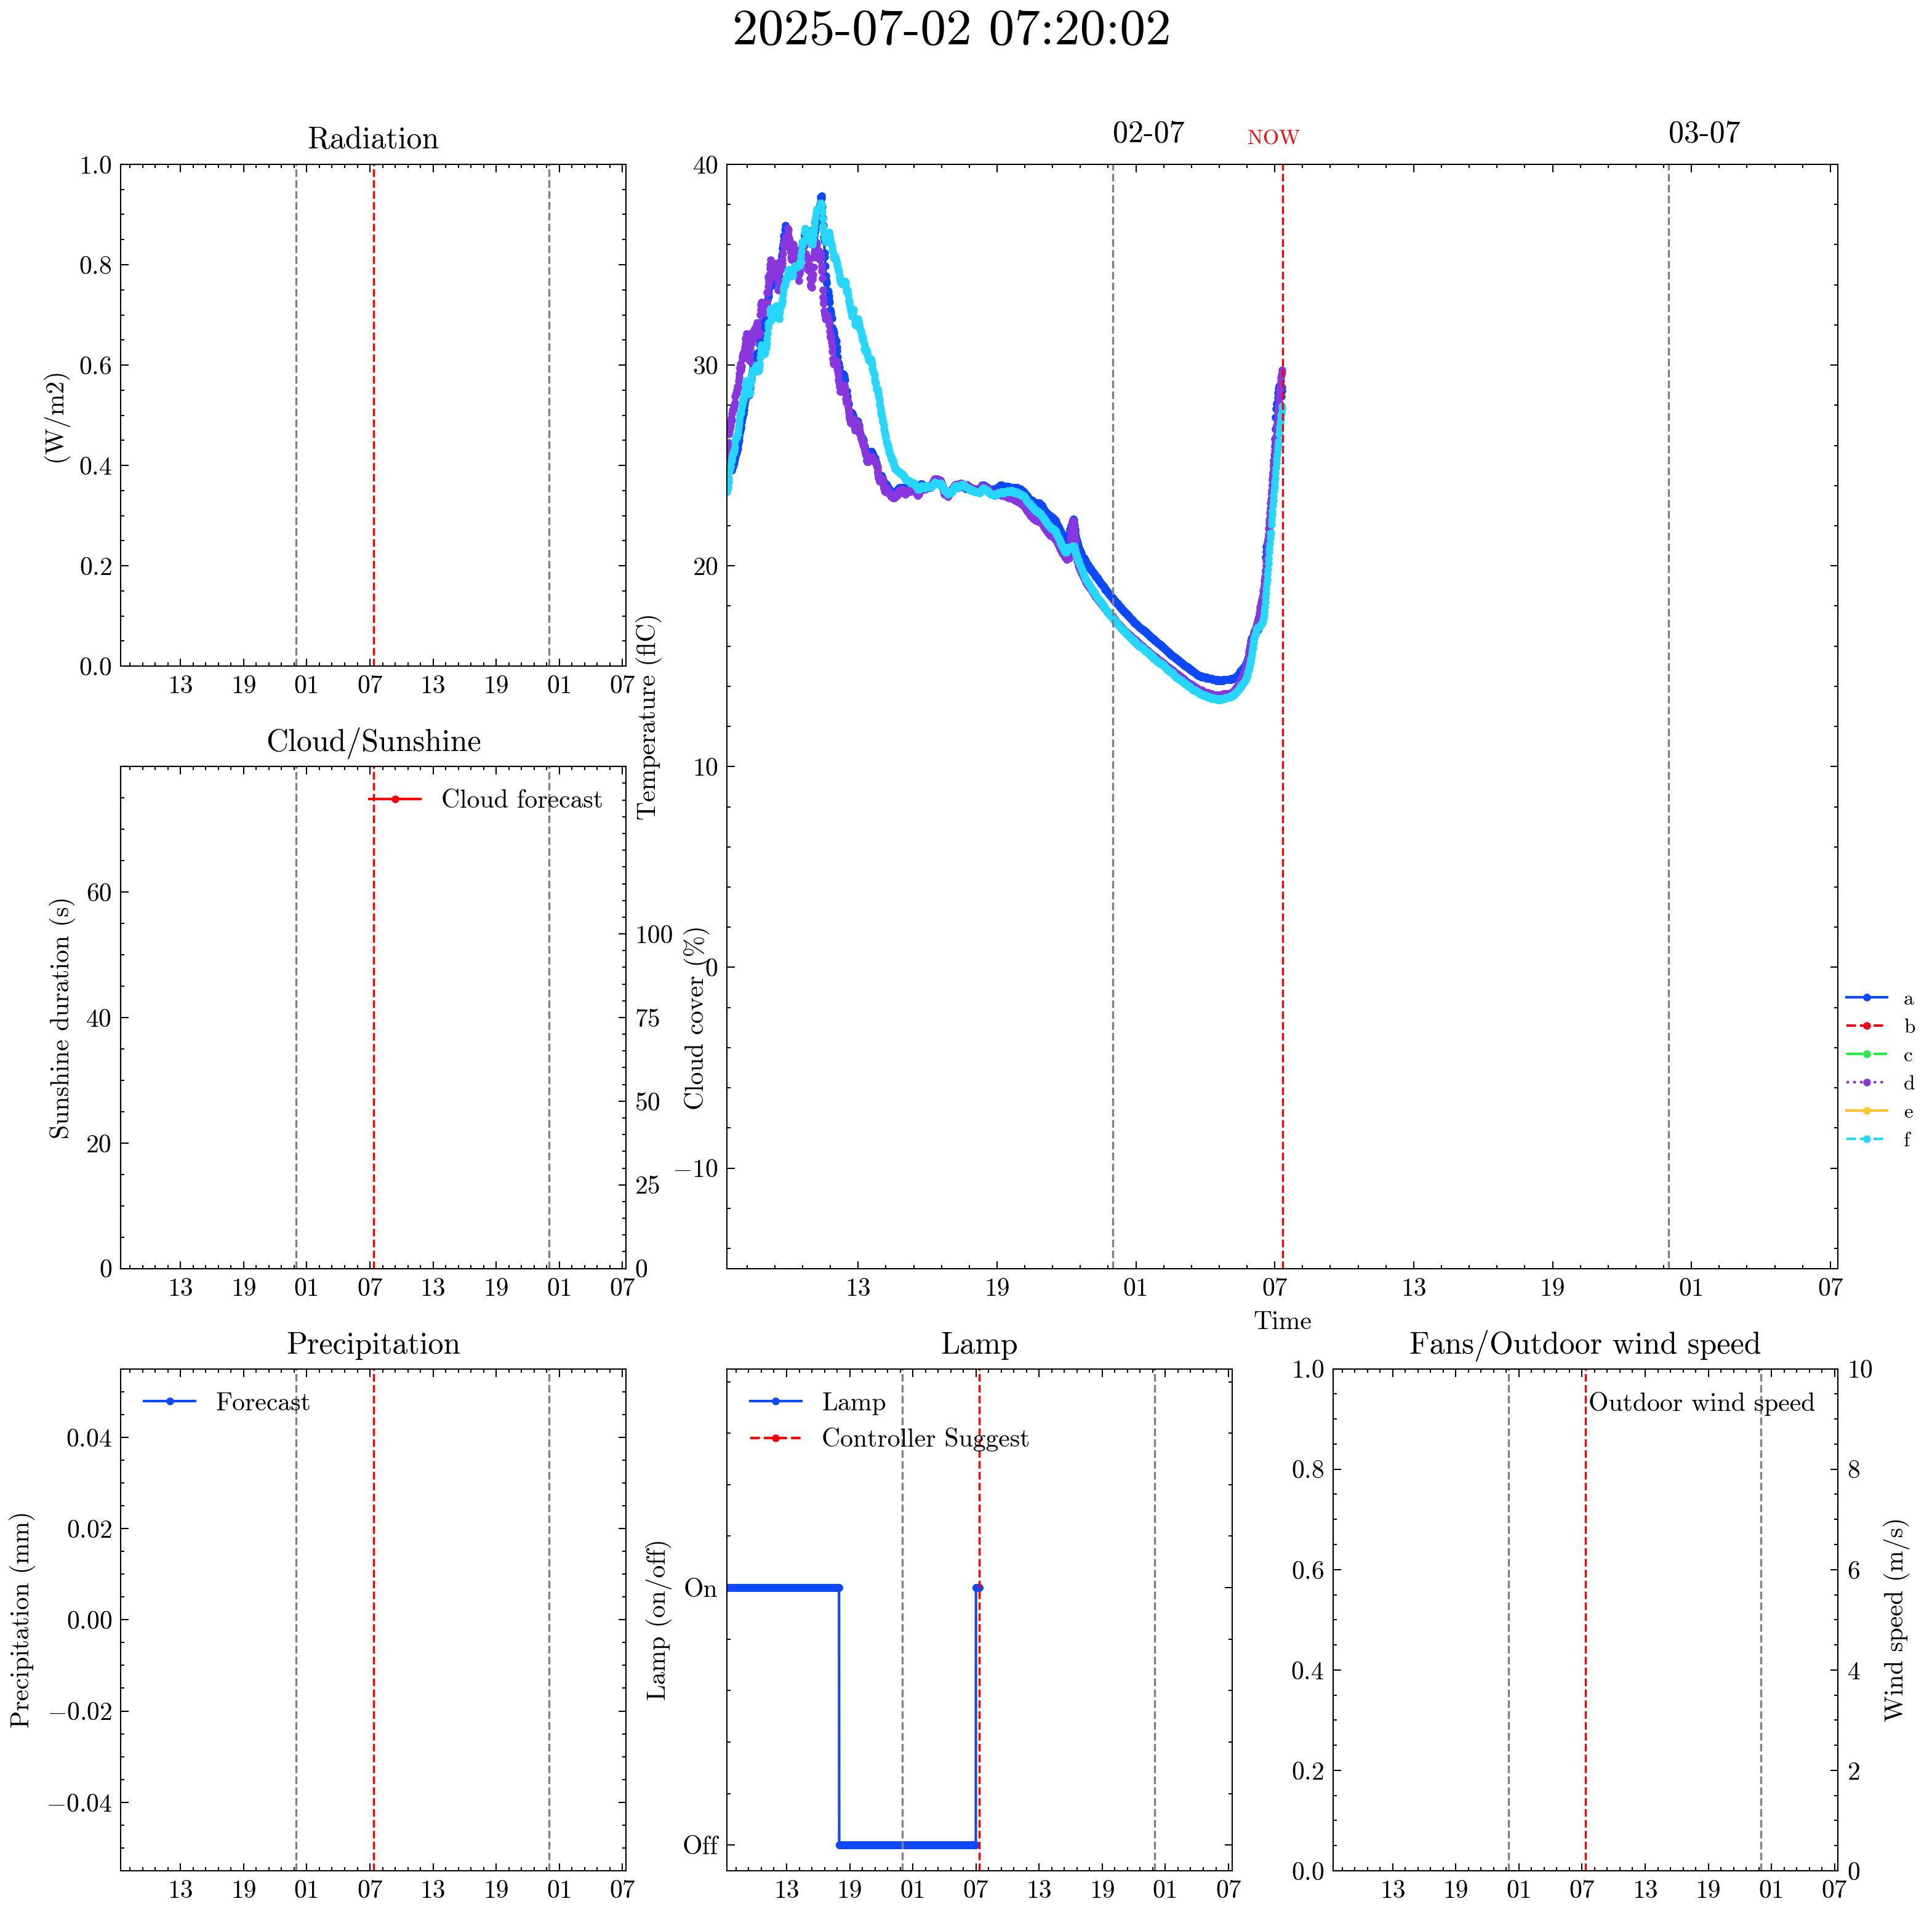 2025-07-02 07:20:02
Radiation
1.0
0.8
0.6
0.4
0.2
0.0
(W/m2)
13 19 01 07 13 19 01 07
02-07 NOW 03-07
40
30
20
10
0
−10
Temperature (flC)
13 19 01 07 13 19 01 07
Time
a
b
c
d
e
f
Cloud/Sunshine
Cloud forecast
60
40
20
0
Sunshine duration (s)
100
75
50
25
0
Cloud cover (%)
13 19 01 07 13 19 01 07
Precipitation
Forecast
0.04
0.02
0.00
−0.02
−0.04
Precipitation (mm)
13 19 01 07 13 19 01 07
Lamp
Lamp
Controller Suggest
On
Off
Lamp (on/off)
13 19 01 07 13 19 01 07
Fans/Outdoor wind speed
Outdoor wind speed
1.0
0.8
0.6
0.4
0.2
0.0
10
8
6
4
2
0
Wind speed (m/s)
13 19 01 07 13 19 01 07